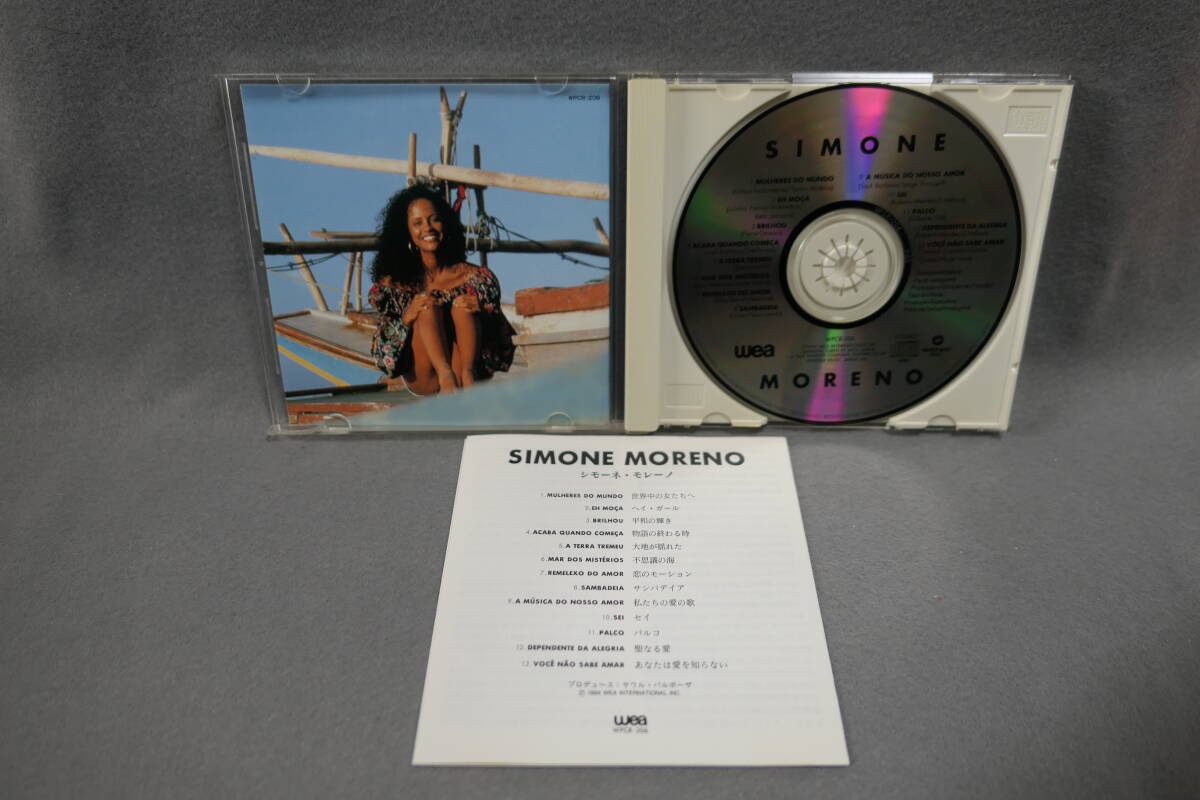 WPCR-206
SIMONE
1 MULHERES DO MUNDO
2 EH MOÇA
3 BRILHOU
4 ACABA QUANDO COMEÇA
5 A TERRA TREMEU
8 SAMBADEIA
9 A MÚSICA DO NOSSO AMOR
10 SEI
11 PALCO
12 DEPENDENTE DA ALEGRIA
13 VOCÊ NÃO SABE AMAR
wea
WPCR-206
MORENO
SIMONE MORENO
シモーネ・モレーノ
1. MULHERES DO MUNDO 世界中の女たちへ
2. EH MOÇA ヘイ・ガール
3. BRILHOU 平和の輝き
4. ACABA QUANDO COMEÇA 物語の終わる時
5. A TERRA TREMEU 大地が揺れた
6. MAR DOS MISTÉRIOS 不思議の海
7. REMELEXO DO AMOR 恋のモーション
8. SAMBADEIA サンバデイア
9. A MÚSICA DO NOSSO AMOR 私たちの愛の歌
10. SEI セイ
11. PALCO パルコ
12. DEPENDENTE DA ALEGRIA 聖なる愛
13. VOCÊ NÃO SABE AMAR あなたは愛を知らない
プロデュース:サウル・バルボーザ
℗ 1994 WEA INTERNATIONAL INC.
wea
WPCR-206